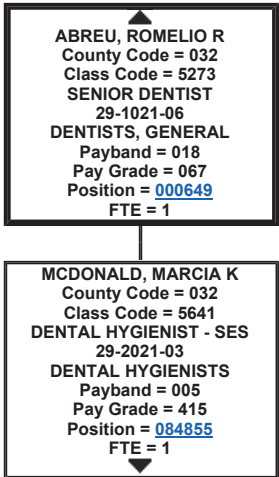 ABREU, ROMELIO R
County Code = 032
Class Code = 5273
SENIOR DENTIST
29-1021-06
DENTISTS, GENERAL
Payband = 018
Pay Grade = 067
Position = 000649
FTE = 1
MCDONALD, MARCIA K
County Code = 032
Class Code = 5641
DENTAL HYGIENIST - SES
29-2021-03
DENTAL HYGIENISTS
Payband = 005
Pay Grade = 415
Position = 084855
FTE = 1